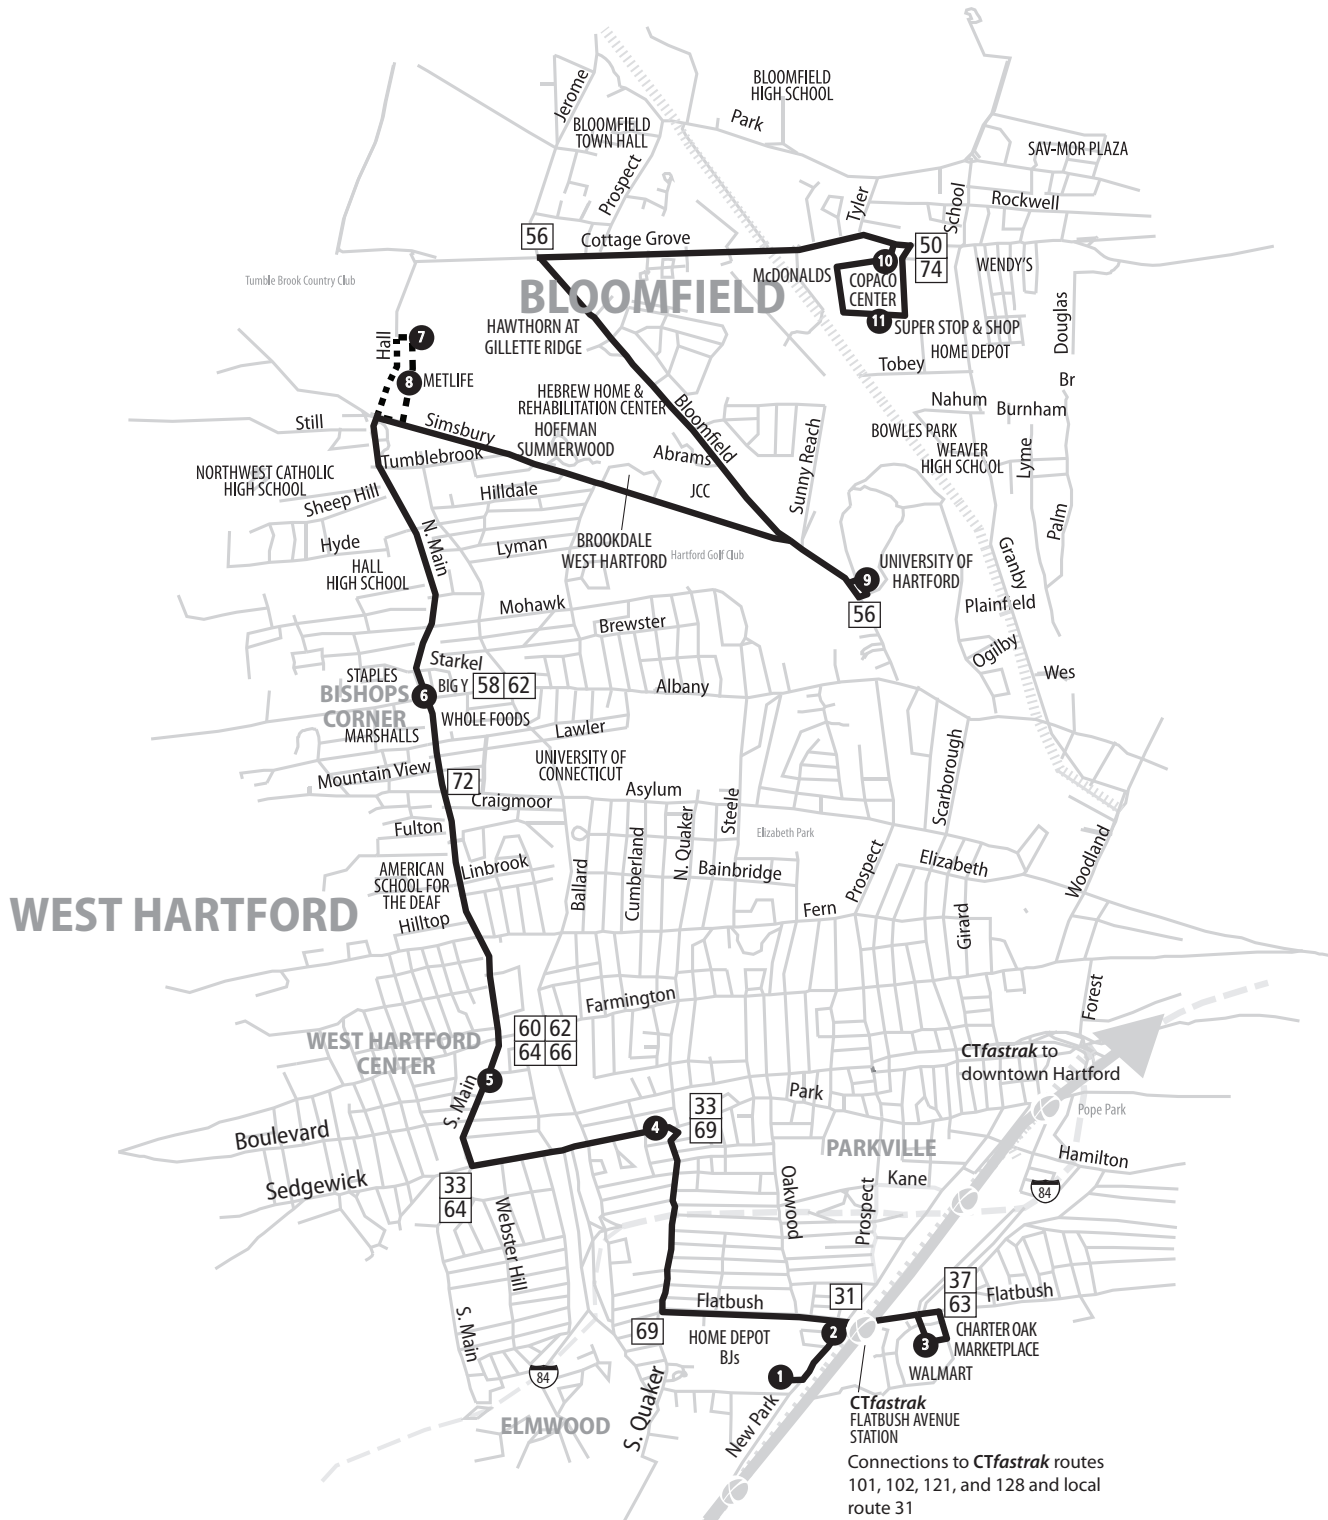 BLOOMFIELD
HIGH SCHOOL
Jerome
Park
BLOOMFIELD
TOWN HALL
SAV-MOR PLAZA
Prospect
Tyler
School
Rockwell
56
Cottage Grove
50
74
10
McDONALDS
COPACO
CENTER
WENDY'S
Tumble Brook Country Club
BLOOMFIELD
11
SUPER STOP & SHOP
Douglas
HAWTHORN AT
GILLETTE RIDGE
Hall
7
HOME DEPOT
Tobey
8
METLIFE
Br
HEBREW HOME &
REHABILITATION CENTER
Nahum
Burnham
Still
Simsbury
HOFFMAN
SUMMERWOOD
Bloomfield
Sunny Reach
BOWLES PARK
WEAVER
HIGH SCHOOL
Lyme
Tumblebrook
Abrams
NORTHWEST CATHOLIC
HIGH SCHOOL
Sheep Hill
Hilldale
JCC
Palm
Hyde
N. Main
Lyman
BROOKDALE
WEST HARTFORD
Hartford Golf Club
Granby
HALL
HIGH SCHOOL
9
UNIVERSITY OF
HARTFORD
Mohawk
56
Plainfield
Brewster
Ogilby
Starkel
Wes
STAPLES
BISHOPS
CORNER
6
BIG Y
58
62
Albany
WHOLE FOODS
MARSHALLS
Lawler
UNIVERSITY OF
CONNECTICUT
Scarborough
Mountain View
72
Craigmoor
Asylum
Steele
Fulton
Elizabeth Park
N. Quaker
Cumberland
Ballard
AMERICAN
SCHOOL FOR
THE DEAF
Linbrook
Bainbridge
Prospect
Elizabeth
Woodland
WEST HARTFORD
Hilltop
Fern
Girard
Farmington
Forest
WEST HARTFORD
CENTER
60
62
64
66
CTfastrak to
downtown Hartford
5
S. Main
Park
Pope Park
Boulevard
4
33
69
PARKVILLE
Hamilton
Sedgewick
33
64
Webster Hill
Oakwood
Prospect
Kane
84
Flatbush
31
37
63
Flatbush
S. Main
69
HOME DEPOT
BJs
2
3
CHARTER OAK
MARKETPLACE
WALMART
84
1
ELMWOOD
S. Quaker
New Park
CTfastrak
FLATBUSH AVENUE
STATION
Connections to CTfastrak routes
101, 102, 121, and 128 and local
route 31